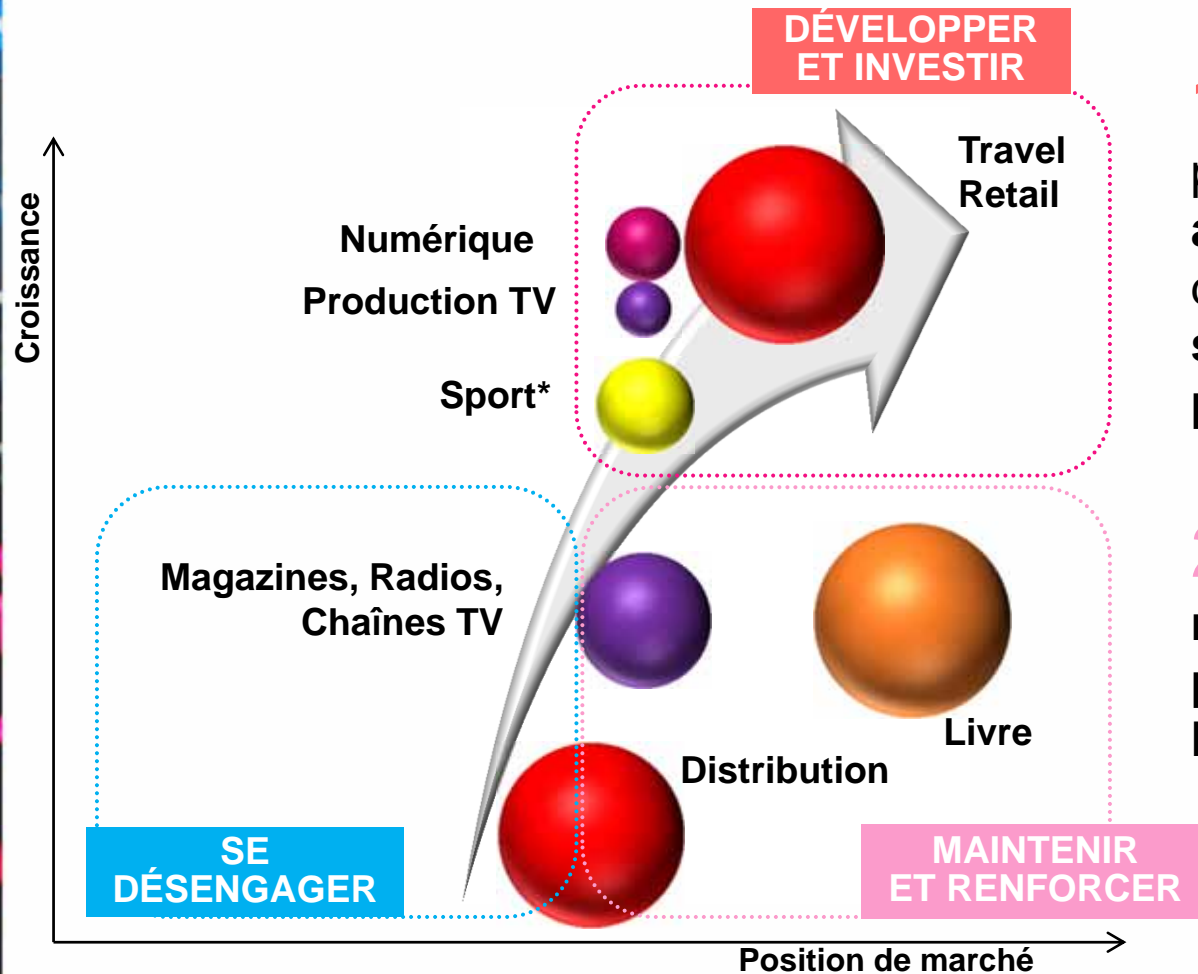 DÉVELOPPER
ET INVESTIR
Croissance
Travel
Retail
Numérique
Production TV
Sport*
Magazines, Radios,
Chaînes TV
Livre
Distribution
SE
DÉSENGAGER
MAINTENIR
ET RENFORCER
Position de marché